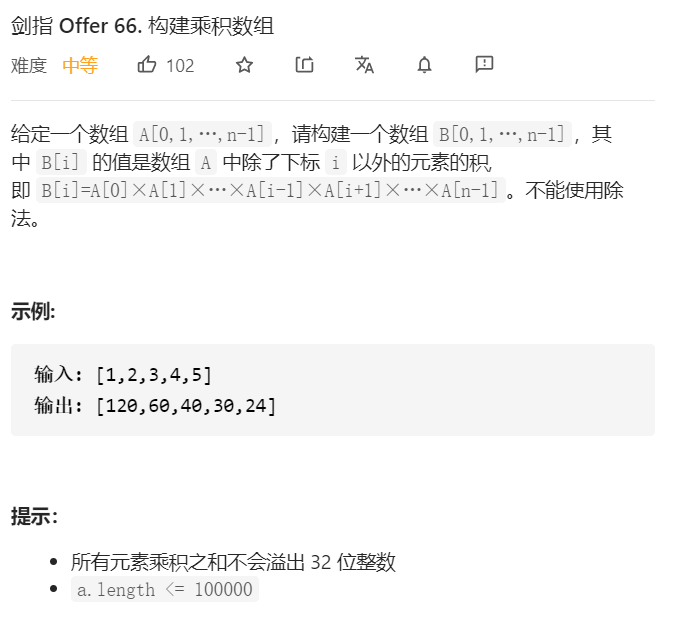 剑指 Offer 66. 构建乘积数组
难度 中等 102
给定一个数组 A[0,1,…,n-1]，请构建一个数组 B[0,1,…,n-1]，其
中 B[i] 的值是数组 A 中除了下标 i 以外的元素的积,
即 B[i]=A[0]×A[1]×…×A[i-1]×A[i+1]×…×A[n-1]。不能使用除
法。
示例:
输入: [1,2,3,4,5]
输出: [120,60,40,30,24]
提示：
所有元素乘积之和不会溢出 32 位整数
a.length <= 100000